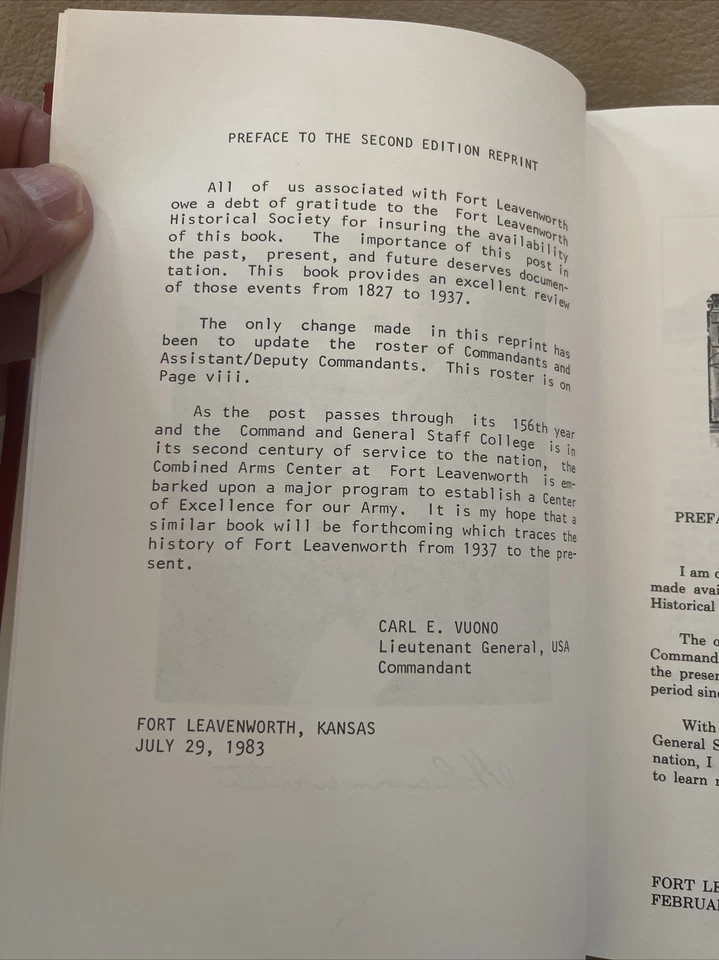 PREFACE TO THE SECOND EDITION REPRINT
All of us associated with Fort Leavenworth
owe a debt of gratitude to the Fort Leavenworth
Historical Society for insuring the availability
of this book. The importance of this post in
the past, present, and future deserves documen-
tation. This book provides an excellent review
of those events from 1827 to 1937.
The only change made in this reprint has
been to update the roster of Commandants and
Assistant/Deputy Commandants. This roster is on
Page viii.
As the post passes through its 156th year
and the Command and General Staff College is in
its second century of service to the nation, the
Combined Arms Center at Fort Leavenworth is em-
barked upon a major program to establish a Center
of Excellence for our Army. It is my hope that a
similar book will be forthcoming which traces the
history of Fort Leavenworth from 1937 to the pre-
sent.
CARL E. VUONO
Lieutenant General, USA
Commandant
FORT LEAVENWORTH, KANSAS
JULY 29, 1983
I am
made
Historical
The
Command
the
period
With
General
nation, I
to learn
FORT